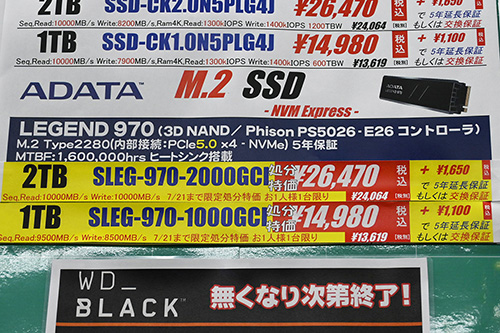 2TB SSD-CK2.0N5PLG4J ¥26,470 税込 + ¥1,650
Seq.Read:10000MB/s Write:8200MB/s,Ram4K,Read:1300kIOPS Write:1400kIOPS 1200TBW ¥24,064 【税別】 で 5年延長保証 もしくは 交換保証
1TB SSD-CK1.0N5PLG4J ¥14,980 税込 + ¥1,100
Seq.Read:10000MB/s Write:7900MB/s,Ram4K,Read:1300kIOPS Write:1400kIOPS 600TBW ¥13,619 【税別】 で 5年延長保証 もしくは 交換保証
ADATA M.2 SSD
- NVM Express -
ADATA
LEGEND 970 (3D NAND/ Phison PS5026-E26 コントローラ)
M.2 Type2280(内部接続:PCIe5.0 x4 - NVMe) 5年保証
MTBF:1,600,000hrs ヒートシンク搭載
2TB SLEG-970-2000GCI 処分特価 ¥26,470 税込 + ¥1,650
Seq.Read:10000MB/s Write:10000MB/s 7/21まで限定処分特価 お1人様1台限り ¥24,064 【税別】 で 5年延長保証 もしくは 交換保証
1TB SLEG-970-1000GCI 処分特価 ¥14,980 税込 + ¥1,100
Seq.Read:9500MB/s Write:8500MB/s 7/21まで限定処分特価 お1人様1台限り ¥13,619 【税別】 で 5年延長保証 もしくは 交換保証
WD_
BLACK™ 無くなり次第終了!